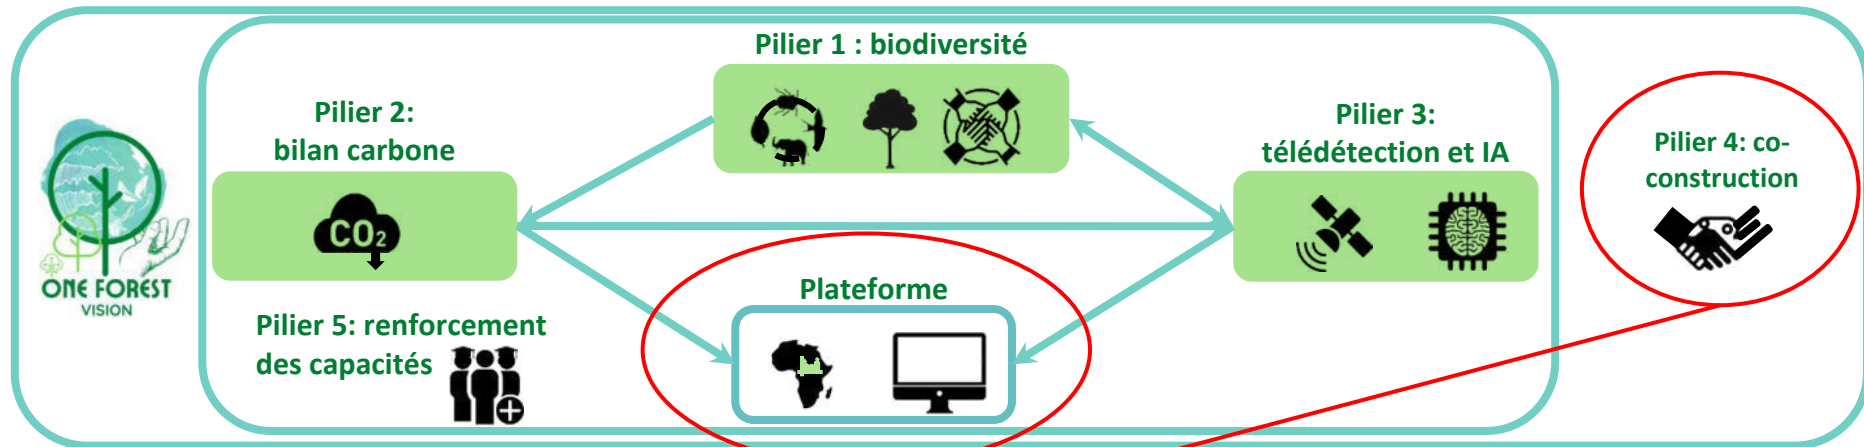 Pilier 1 : biodiversité
Pilier 2:
bilan carbone
CO₂
Pilier 3:
télédétection et IA
Pilier 4: co-
construction
ONE FOREST
VISION
Plateforme
Pilier 5: renforcement
des capacités